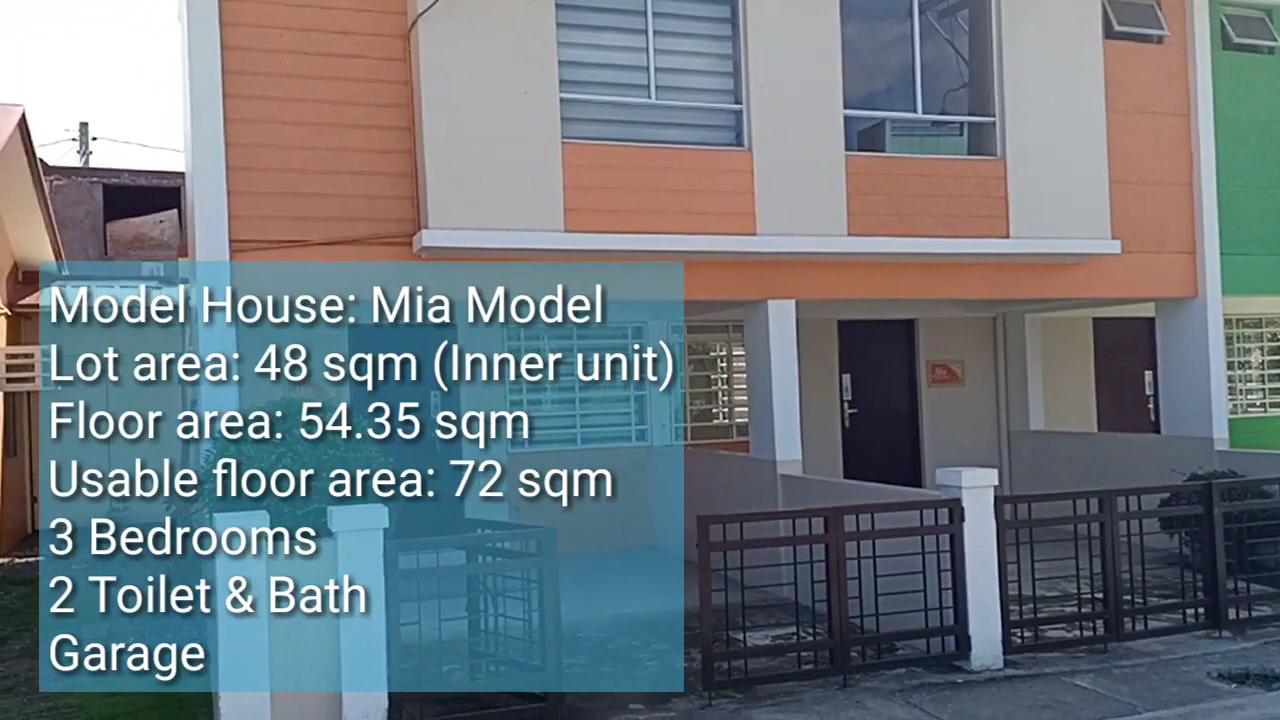 Model House: Mia Model
Lot area: 48 sqm (Inner unit)
Floor area: 54.35 sqm
Usable floor area: 72 sqm
3 Bedrooms
2 Toilet & Bath
Garage